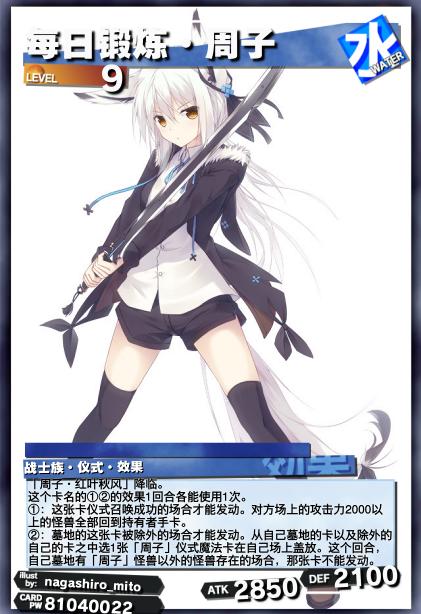 每日锻炼·周子
水
WATER
LEVEL 9
战士族·仪式·效果
效果
「周子·红叶秋风」降临。
这个卡名的①②的效果1回合各能使用1次。
①：这张卡仪式召唤成功的场合才能发动。对方场上的攻击力2000以
上的怪兽全部回到持有者手卡。
②：墓地的这张卡被除外的场合才能发动。从自己墓地的卡以及除外的
自己的卡之中选1张「周子」仪式魔法卡在自己场上盖放。这个回合，
自己墓地有「周子」怪兽以外的怪兽存在的场合，那张卡不能发动。
illust by: nagashiro_mito
ATK 2850 DEF 2100
CARD PW 81040022